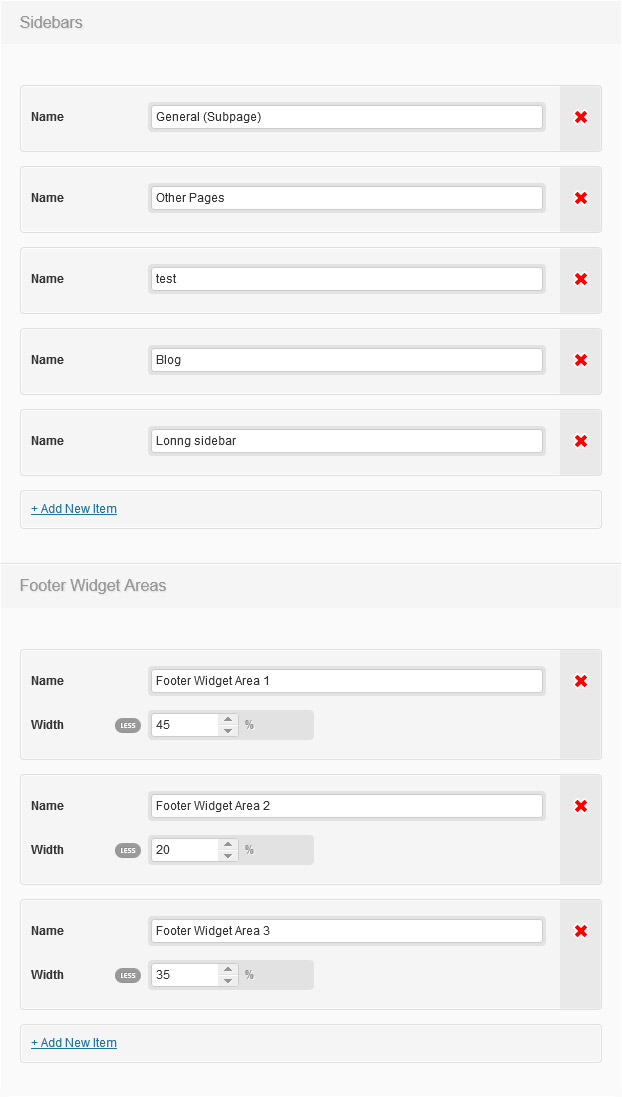 Sidebars
Name General (Subpage)
Name Other Pages
Name test
Name Blog
Name Lonng sidebar
+ Add New Item
Footer Widget Areas
Name Footer Widget Area 1
Width LESS 45 %
Name Footer Widget Area 2
Width LESS 20 %
Name Footer Widget Area 3
Width LESS 35 %
+ Add New Item